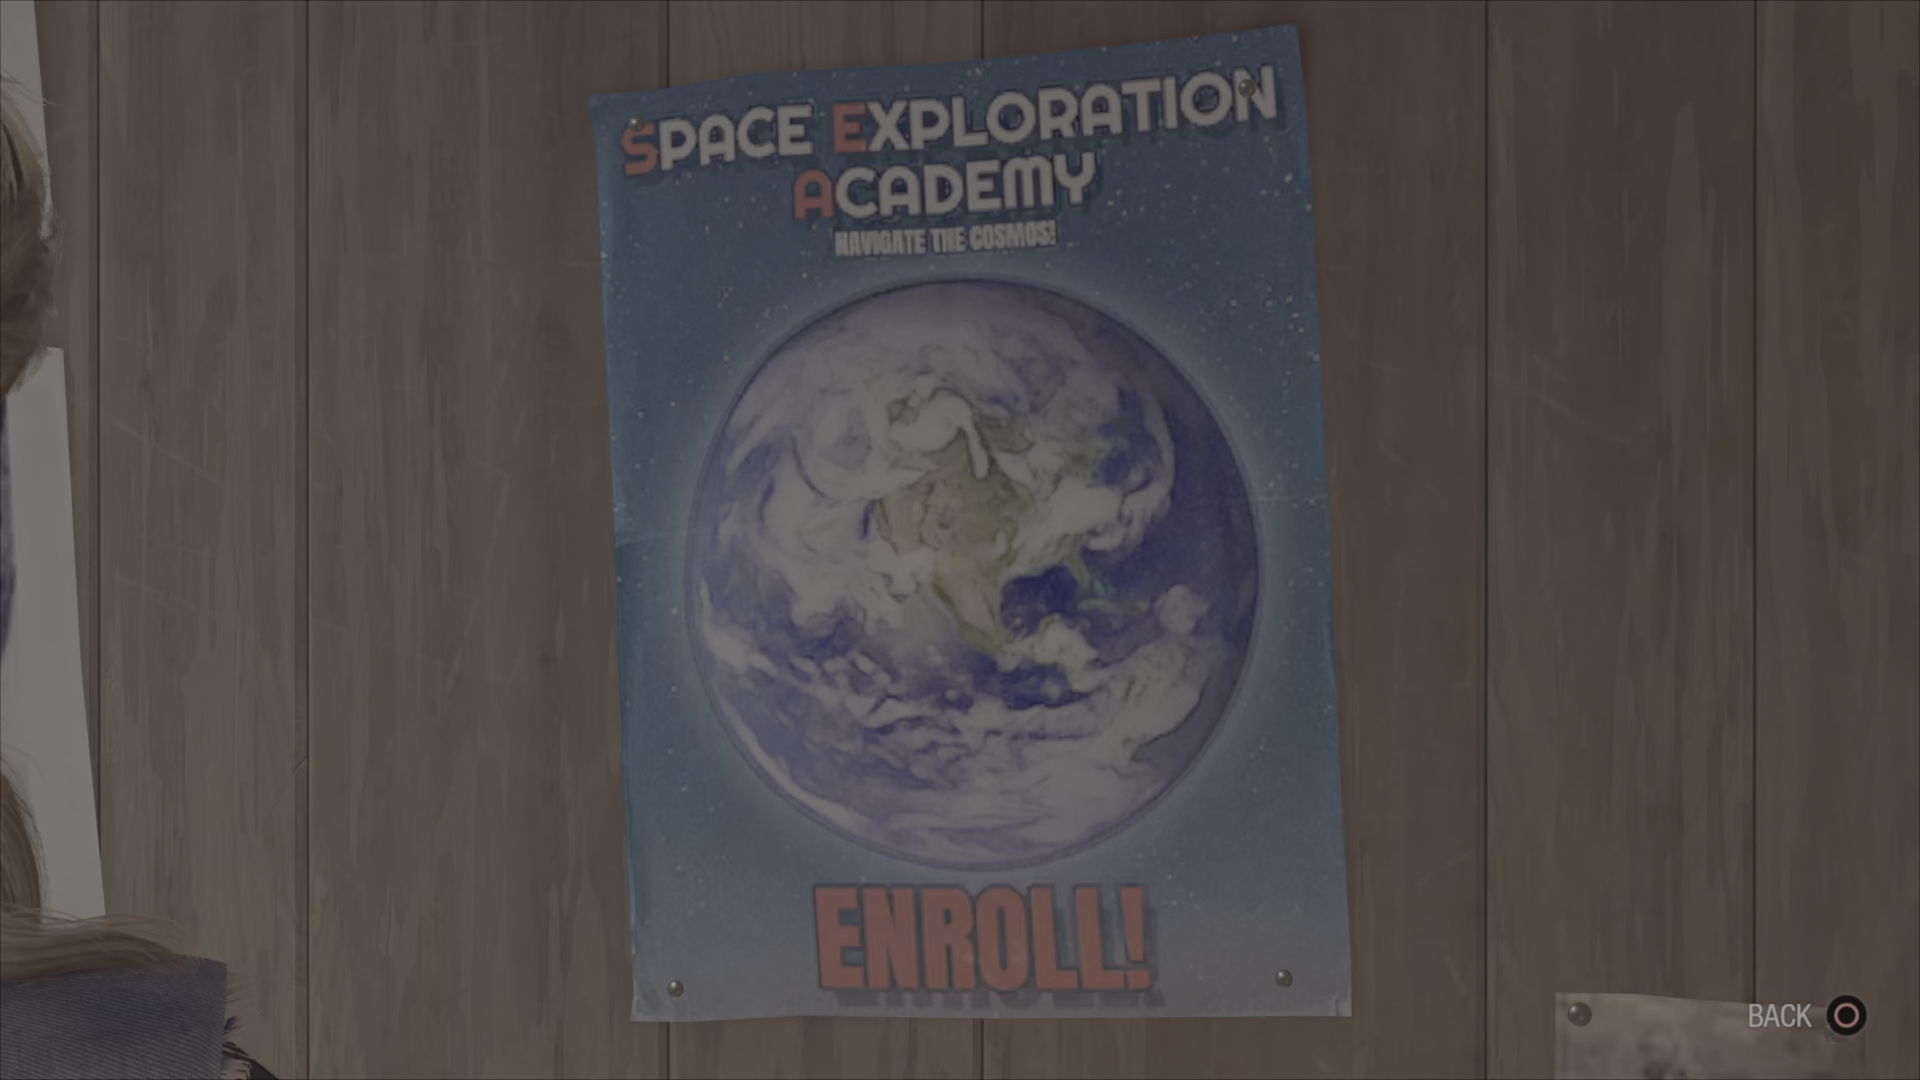 SPACE EXPLORATION
ACADEMY
NAVIGATE THE COSMOS!
ENROLL!
BACK